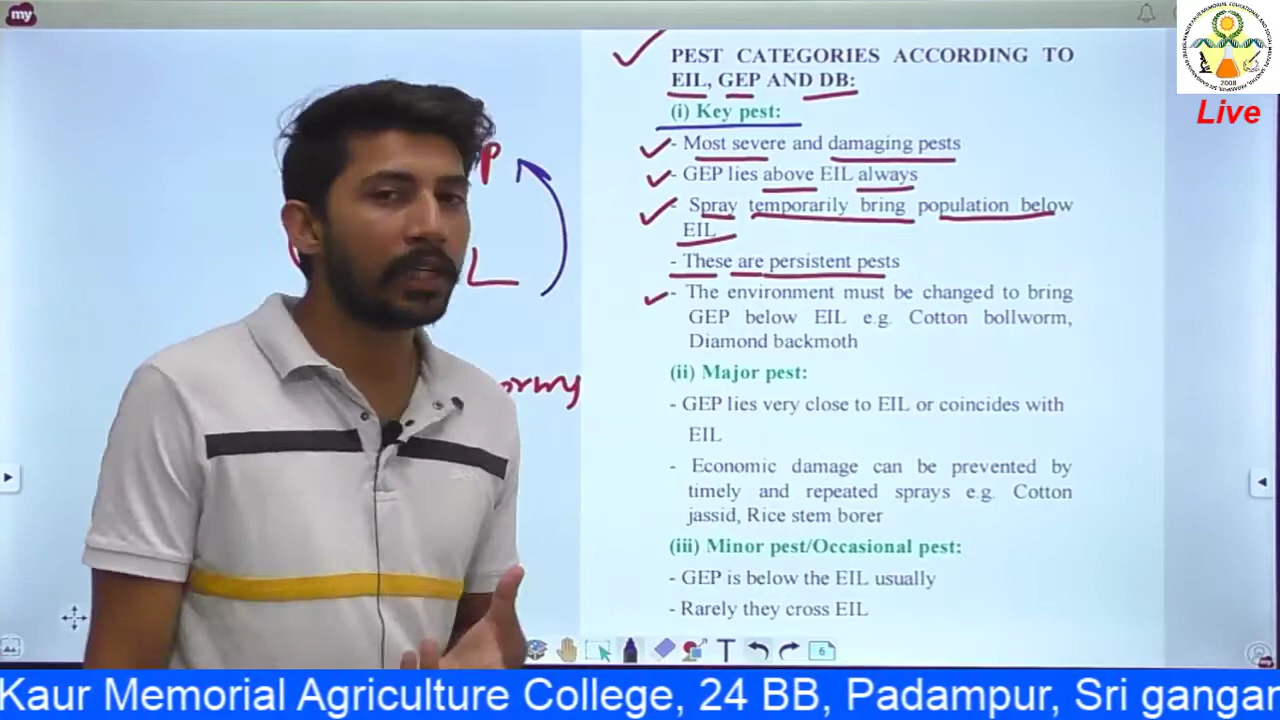 my
PEST CATEGORIES ACCORDING TO
EIL, GEP AND DB:
(i) Key pest:
- Most severe and damaging pests
- GEP lies above EIL always
- Spray temporarily bring population below
EIL
- These are persistent pests
- The environment must be changed to bring
GEP below EIL e.g. Cotton bollworm,
Diamond backmoth
(ii) Major pest:
- GEP lies very close to EIL or coincides with
EIL
- Economic damage can be prevented by
timely and repeated sprays e.g. Cotton
jassid, Rice stem borer
(iii) Minor pest/Occasional pest:
- GEP is below the EIL usually
- Rarely they cross EIL
P
L
T
6
2008
Live
Kaur Memorial Agriculture College, 24 BB, Padampur, Sri gangan